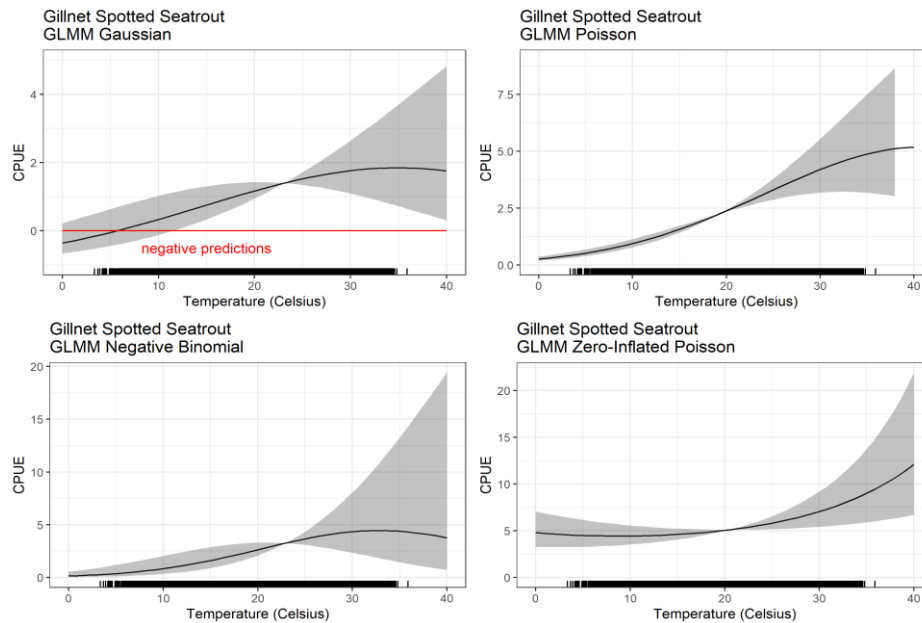 Gillnet Spotted Seatrout
GLMM Gaussian
CPUE
4
2
0
negative predictions
0
10
20
30
40
Temperature (Celsius)
Gillnet Spotted Seatrout
GLMM Poisson
CPUE
7.5
5.0
2.5
0.0
0
10
20
30
40
Temperature (Celsius)
Gillnet Spotted Seatrout
GLMM Negative Binomial
CPUE
20
15
10
5
0
0
10
20
30
40
Temperature (Celsius)
Gillnet Spotted Seatrout
GLMM Zero-Inflated Poisson
CPUE
20
15
10
5
0
0
10
20
30
40
Temperature (Celsius)